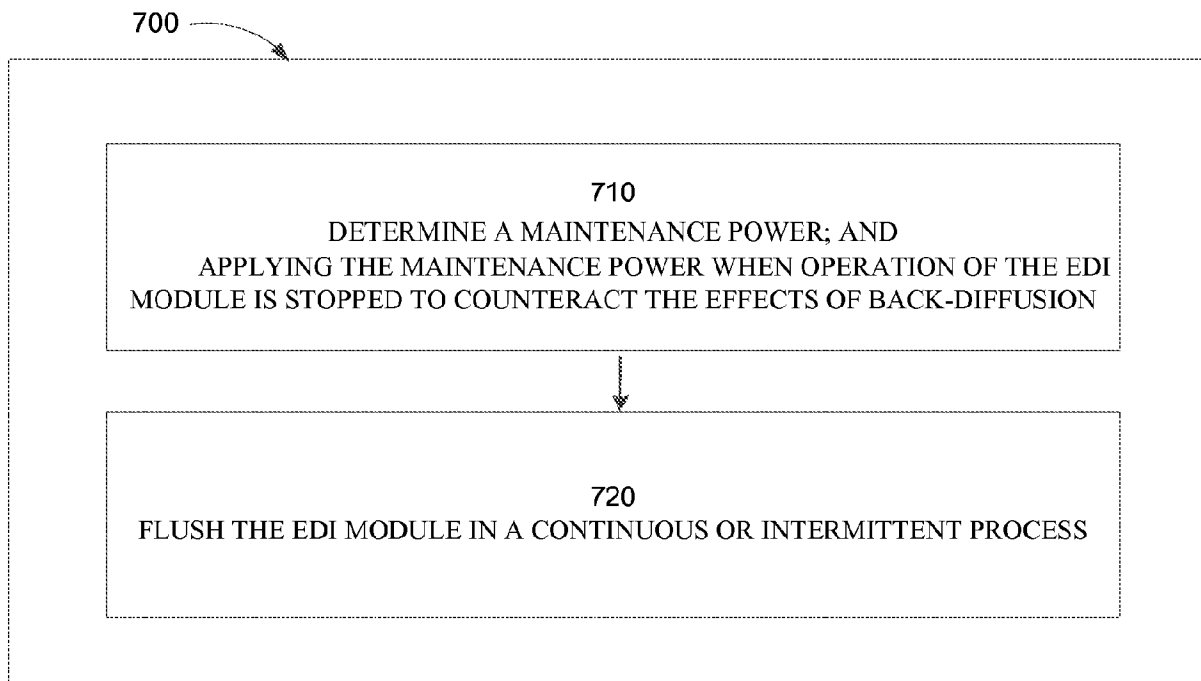 700
710
DETERMINE A MAINTENANCE POWER; AND
APPLYING THE MAINTENANCE POWER WHEN OPERATION OF THE EDI
MODULE IS STOPPED TO COUNTERACT THE EFFECTS OF BACK-DIFFUSION
720
FLUSH THE EDI MODULE IN A CONTINUOUS OR INTERMITTENT PROCESS